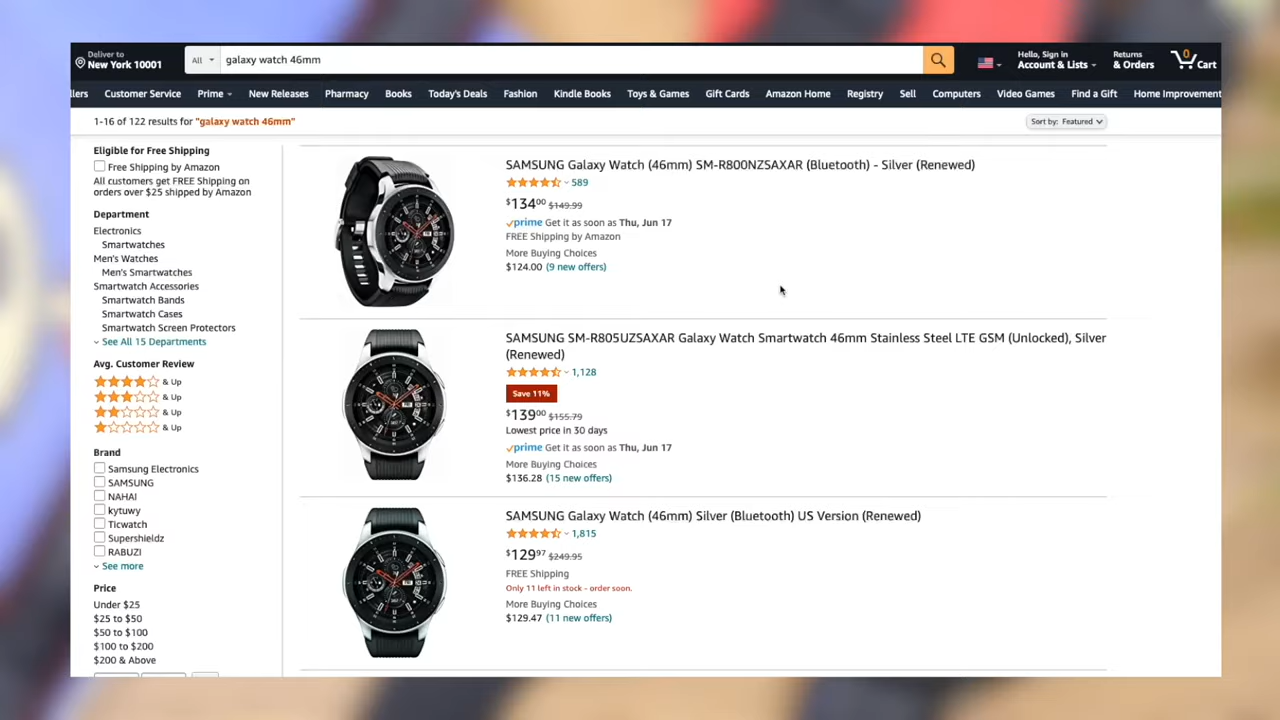 Deliver to
New York 10001
All
galaxy watch 46mm
Hello, Sign in
Account & Lists
Returns
& Orders
0
Cart
llers
Customer Service
Prime
New Releases
Pharmacy
Books
Today's Deals
Fashion
Kindle Books
Toys & Games
Gift Cards
Amazon Home
Registry
Sell
Computers
Video Games
Find a Gift
Home Improvement
1-16 of 122 results for "galaxy watch 46mm"
Sort by: Featured
Eligible for Free Shipping
Free Shipping by Amazon
All customers get FREE Shipping on
orders over $25 shipped by Amazon
Department
Electronics
Smartwatches
Men's Watches
Men's Smartwatches
Smartwatch Accessories
Smartwatch Bands
Smartwatch Cases
Smartwatch Screen Protectors
See All 15 Departments
Avg. Customer Review
& Up
& Up
& Up
& Up
Brand
Samsung Electronics
SAMSUNG
NAHAI
kytuwy
Ticwatch
Supershieldz
RABUZI
See more
Price
Under $25
$25 to $50
$50 to $100
$100 to $200
$200 & Above
SAMSUNG Galaxy Watch (46mm) SM-R800NZSAXAR (Bluetooth) - Silver (Renewed)
589
$134 00 $149.99
prime Get it as soon as Thu, Jun 17
FREE Shipping by Amazon
More Buying Choices
$124.00 (9 new offers)
SAMSUNG SM-R805UZSAXAR Galaxy Watch Smartwatch 46mm Stainless Steel LTE GSM (Unlocked), Silver
(Renewed)
1,128
Save 11%
$139 00 $155.79
Lowest price in 30 days
prime Get it as soon as Thu, Jun 17
More Buying Choices
$136.28 (15 new offers)
SAMSUNG Galaxy Watch (46mm) Silver (Bluetooth) US Version (Renewed)
1,815
$129 97 $249.95
FREE Shipping
Only 11 left in stock - order soon.
More Buying Choices
$129.47 (11 new offers)